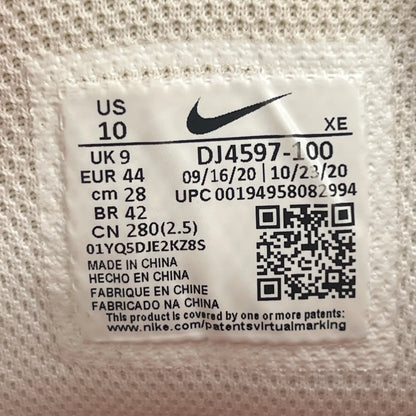 US
10
XE
UK 9
DJ4597-100
EUR 44
09/16/20 | 10/23/20
cm 28
UPC 00194958082994
BR 42
CN 280(2.5)
01YQ5DJE2KZ8S
MADE IN CHINA
HECHO EN CHINA
FABRIQUE EN CHINE
FABRICADO NA CHINA
This product is covered by one or more patents:
www.nike.com/patentsvirtualmarking